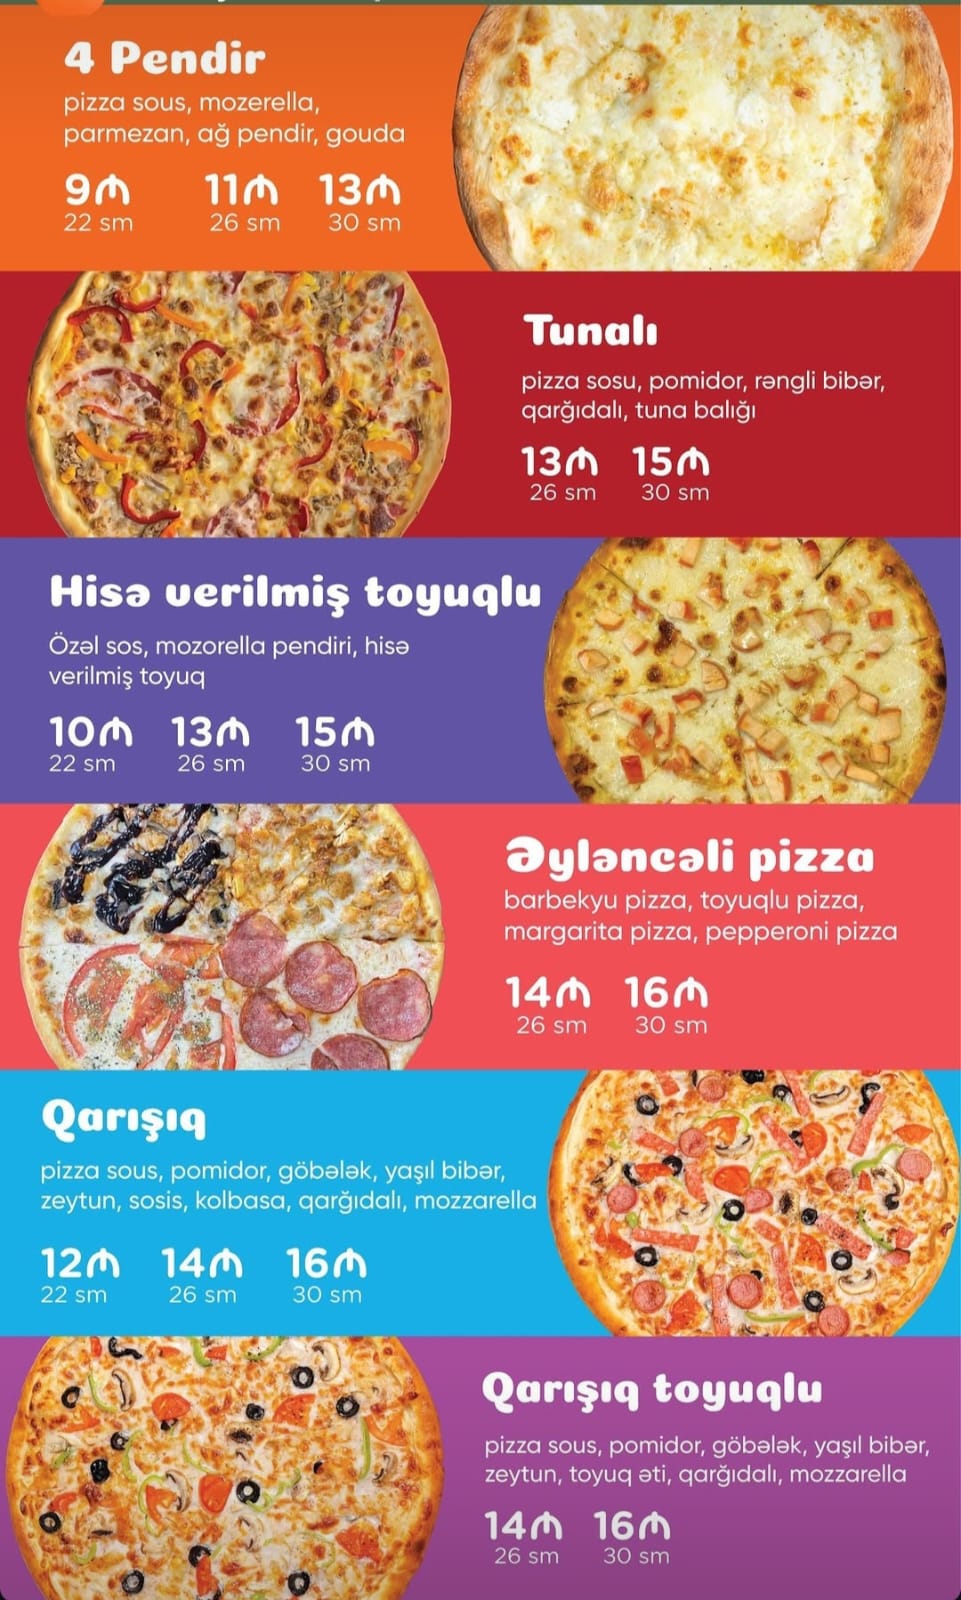 4 Pendir
pizza sous, mozerella,
parmezan, ağ pendir, gouda
9₼ 11₼ 13₼
22 sm 26 sm 30 sm
Tunalı
pizza sosu, pomidor, rəngli bibər,
qarğıdalı, tuna balığı
13₼ 15₼
26 sm 30 sm
Hisə verilmiş toyuqlu
Özəl sos, mozorella pendiri, hisə
verilmiş toyuq
10₼ 13₼ 15₼
22 sm 26 sm 30 sm
Əyləncəli pizza
barbekyu pizza, toyuqlu pizza,
margarita pizza, pepperoni pizza
14₼ 16₼
26 sm 30 sm
Qarışıq
pizza sous, pomidor, göbələk, yaşıl bibər,
zeytun, sosis, kolbasa, qarğıdalı, mozzarella
12₼ 14₼ 16₼
22 sm 26 sm 30 sm
Qarışıq toyuqlu
pizza sous, pomidor, göbələk, yaşıl bibər,
zeytun, toyuq əti, qarğıdalı, mozzarella
14₼ 16₼
26 sm 30 sm